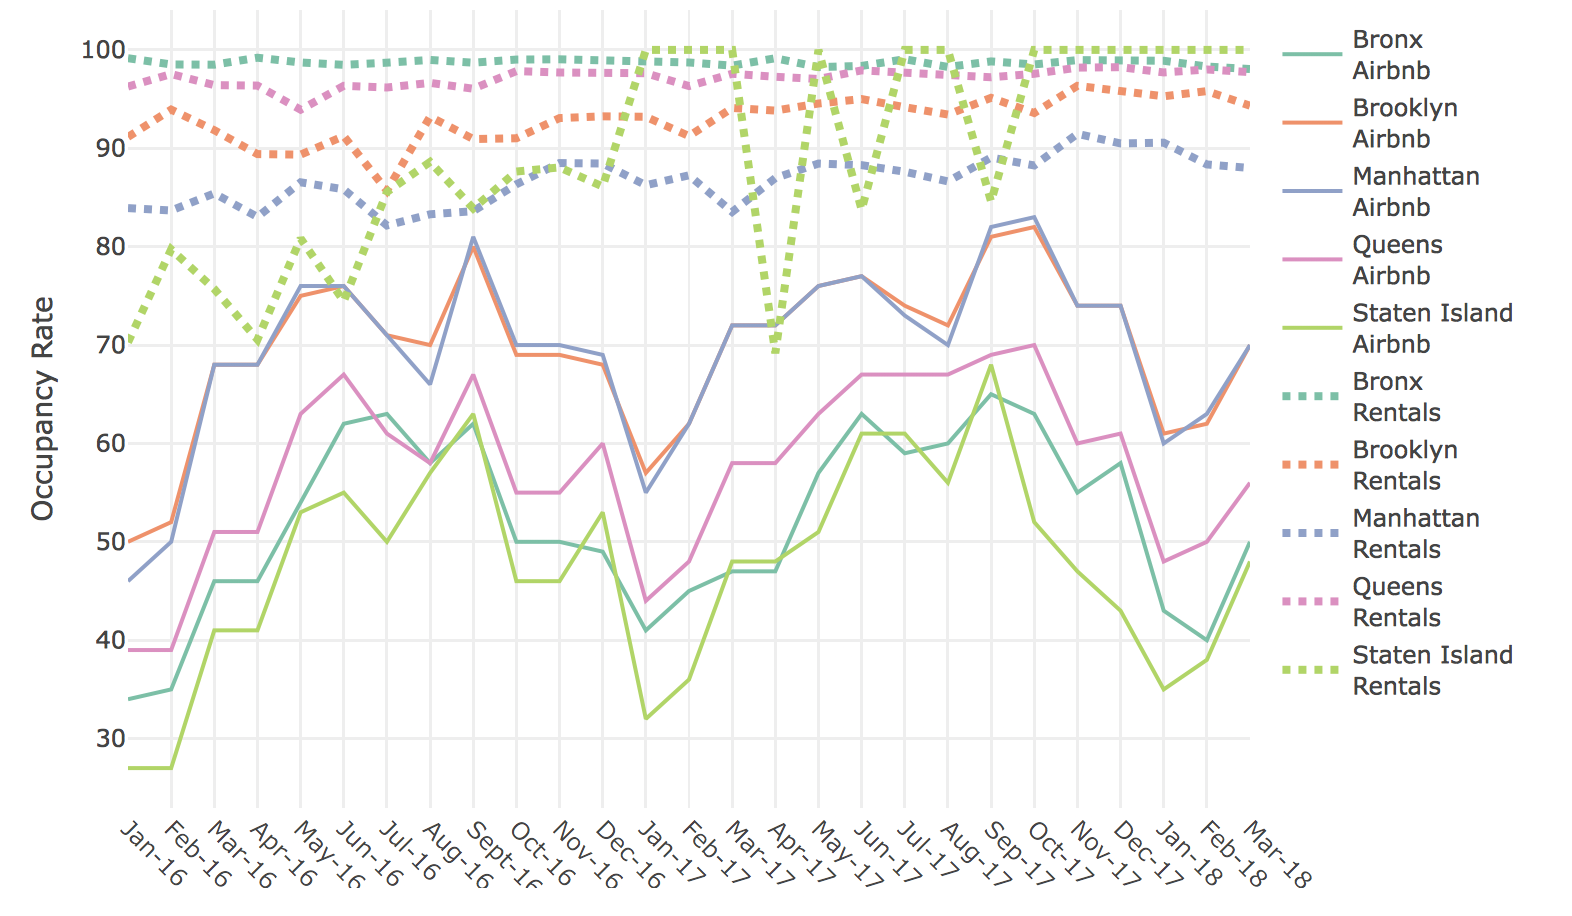 100
90
80
70
60
50
40
30
Occupancy Rate
Jan-16
Feb-16
Mar-16
Apr-16
May-16
Jun-16
Jul-16
Aug-16
Sept-16
Oct-16
Nov-16
Dec-16
Jan-17
Feb-17
Mar-17
Apr-17
May-17
Jun-17
Jul-17
Aug-17
Sep-17
Oct-17
Nov-17
Dec-17
Jan-18
Feb-18
Mar-18
Bronx
Airbnb
Brooklyn
Airbnb
Manhattan
Airbnb
Queens
Airbnb
Staten Island
Airbnb
Bronx
Rentals
Brooklyn
Rentals
Manhattan
Rentals
Queens
Rentals
Staten Island
Rentals